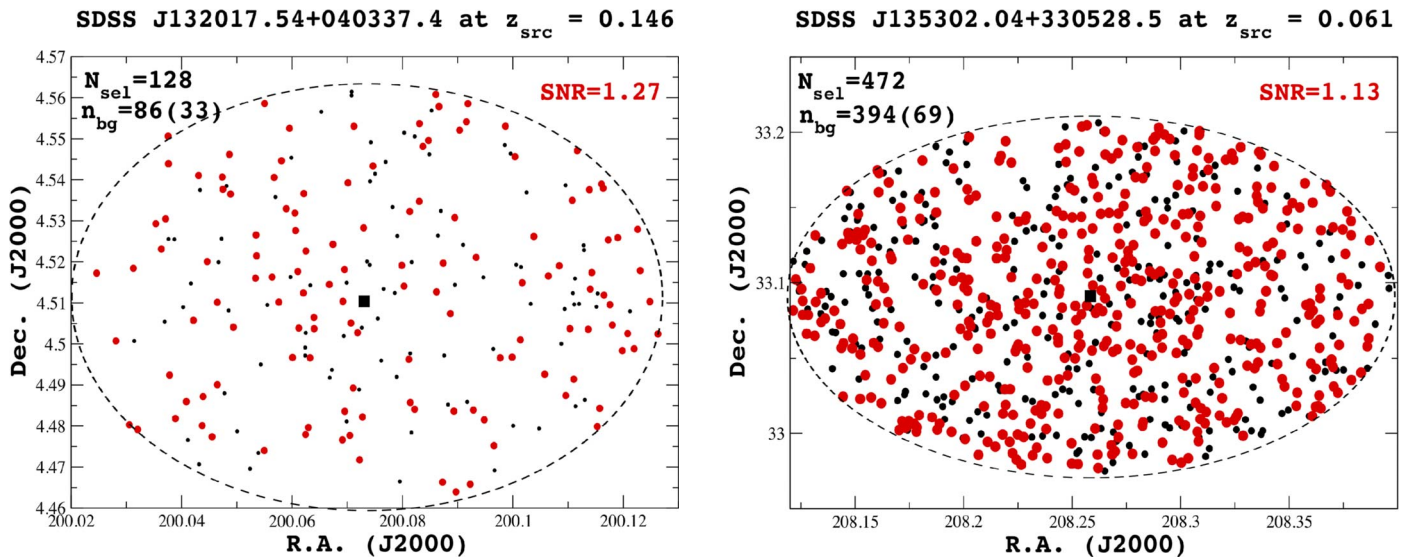 SDSS J132017.54+040337.4 at z_src = 0.146
N_sel=128
n_bg=86(33)
SNR=1.27
4.57
4.56
4.55
4.54
4.53
4.52
4.51
4.5
4.49
4.48
4.47
4.46
Dec. (J2000)
200.02 200.04 200.06 200.08 200.1 200.12
R.A. (J2000)
SDSS J135302.04+330528.5 at z_src = 0.061
N_sel=472
n_bg=394(69)
SNR=1.13
33.2
33.1
33
Dec. (J2000)
208.15 208.2 208.25 208.3 208.35
R.A. (J2000)